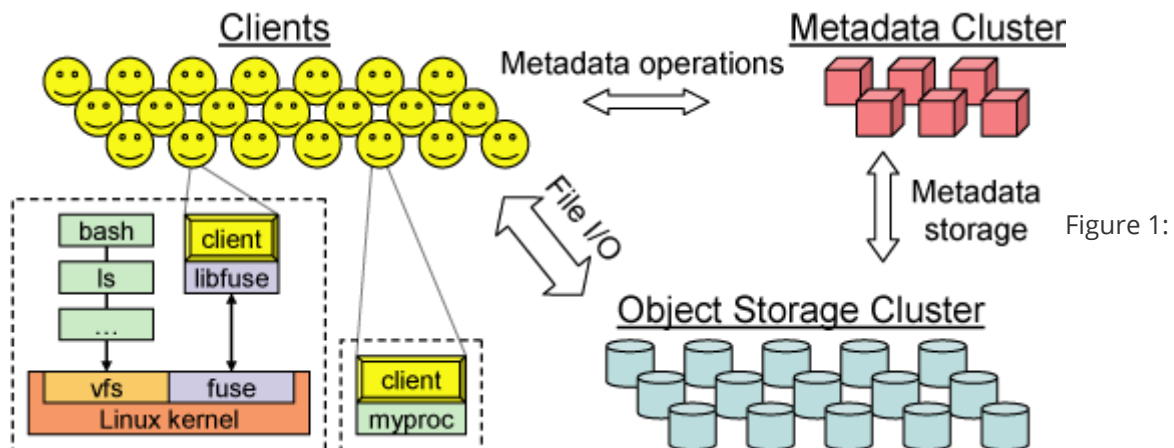 Clients
Metadata Cluster
Metadata operations
File I/O
Metadata
storage
Figure 1:
bash
client
ls
libfuse
...
Object Storage Cluster
vfs
fuse
client
Linux kernel
myproc